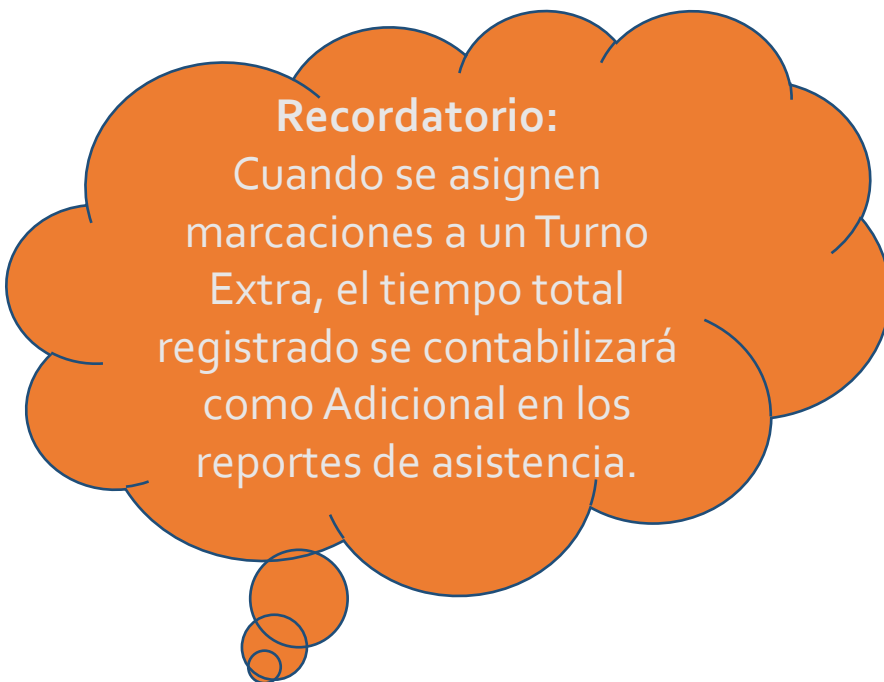 Recordatorio:
Cuando se asignen
marcaciones a un Turno
Extra, el tiempo total
registrado se contabilizará
como Adicional en los
reportes de asistencia.